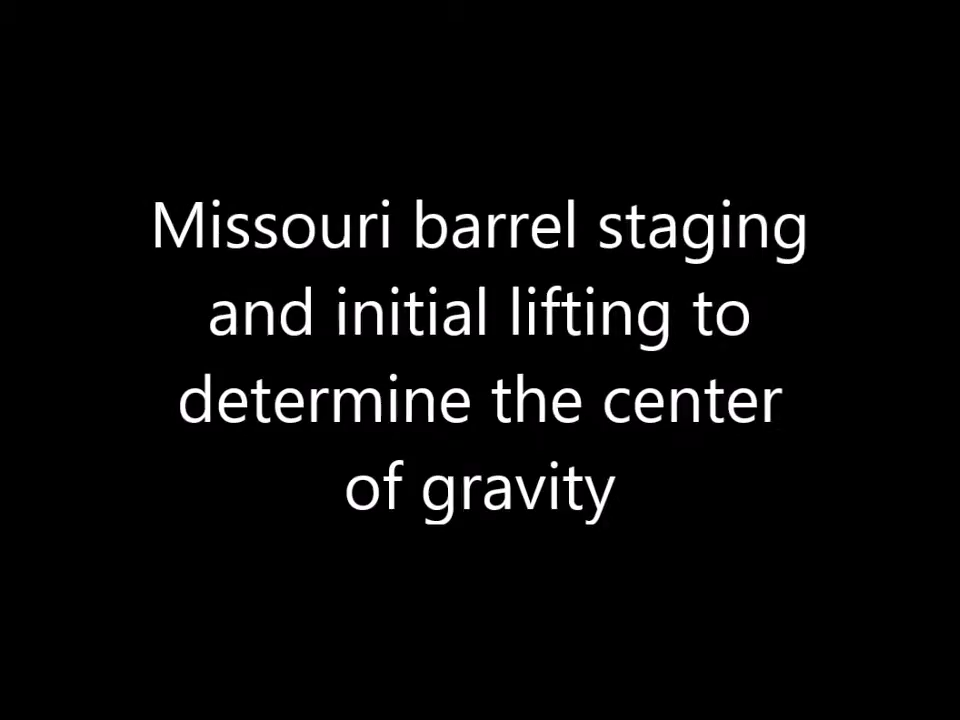 Missouri barrel staging
and initial lifting to
determine the center
of gravity